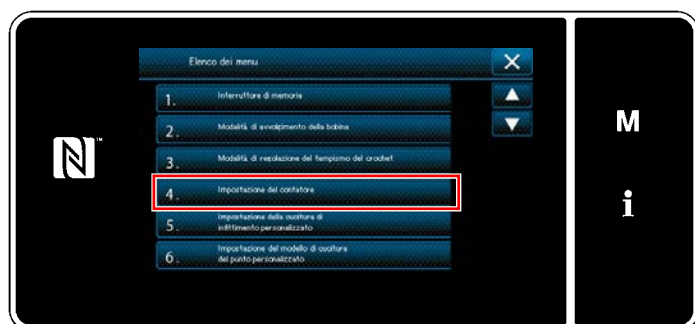 Elenco dei menu
1. Interruttore di memoria
2. Modalità di avvolgimento della bobina
3. Modalità di regolazione del tempismo del crochet
4. Impostazione del contatore
5. Impostazione della cucitura di
infittimento personalizzato
6. Impostazione del modello di cucitura
del punto personalizzato
N
M
i